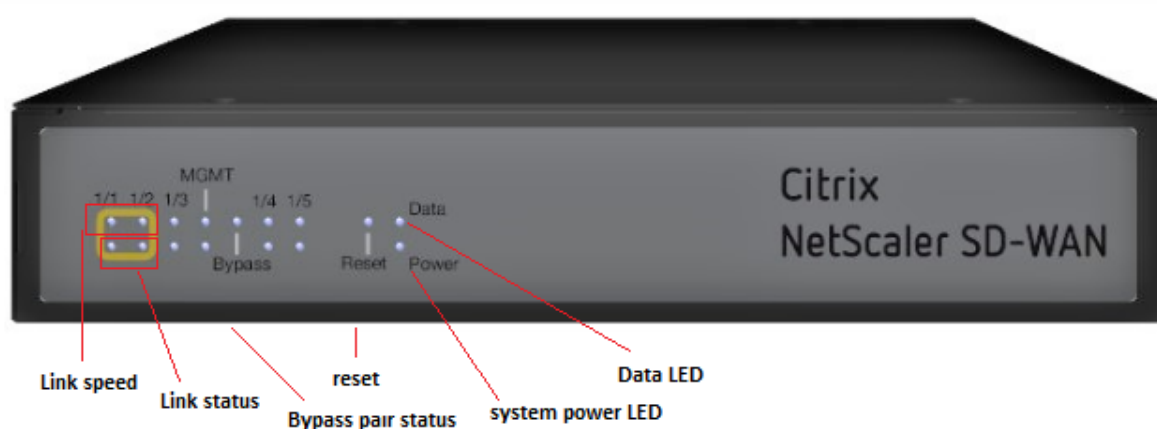 MGMT
1/1 1/2 1/3 1/4 1/5
Data
Bypass Reset Power
Citrix
NetScaler SD-WAN
Link speed
Link status
Bypass pair status
reset
system power LED
Data LED